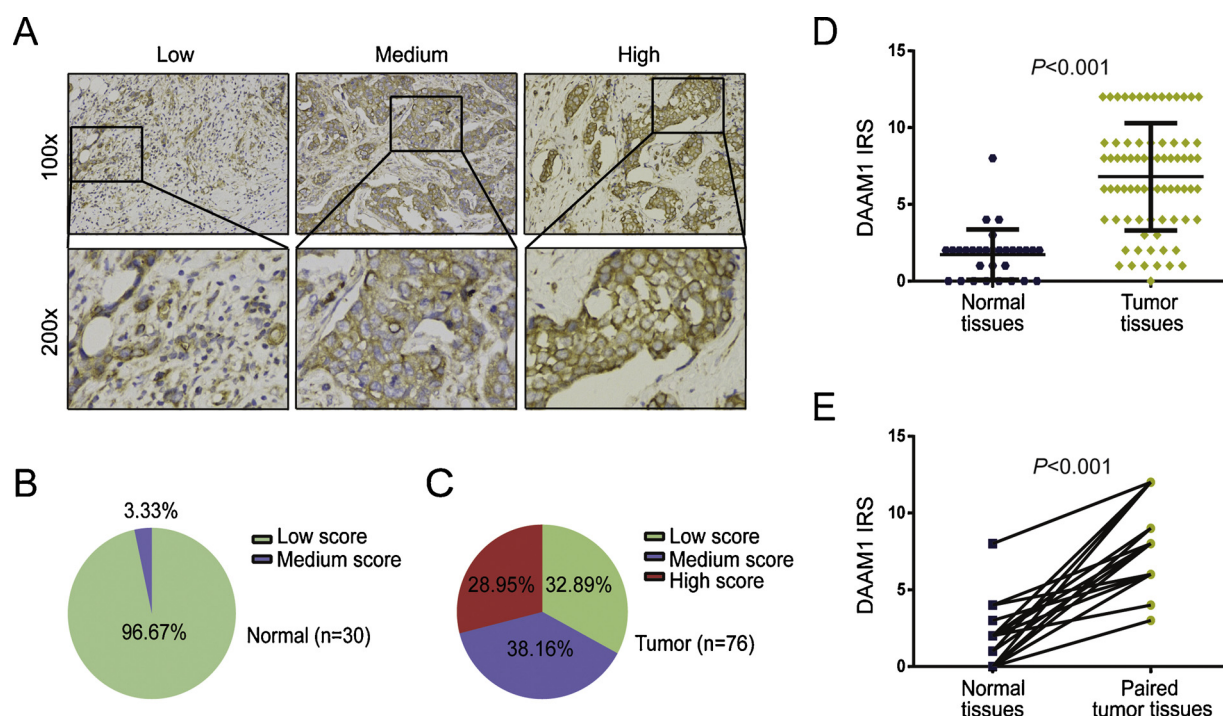 A
Low
Medium
High
100x
200x
B
3.33%
96.67%
Low score
Medium score
Normal (n=30)
C
28.95%
32.89%
38.16%
Low score
Medium score
High score
Tumor (n=76)
D
P<0.001
DAAM1 IRS
15
10
5
0
Normal
tissues
Tumor
tissues
E
P<0.001
DAAM1 IRS
15
10
5
0
Normal
tissues
Paired
tumor tissues